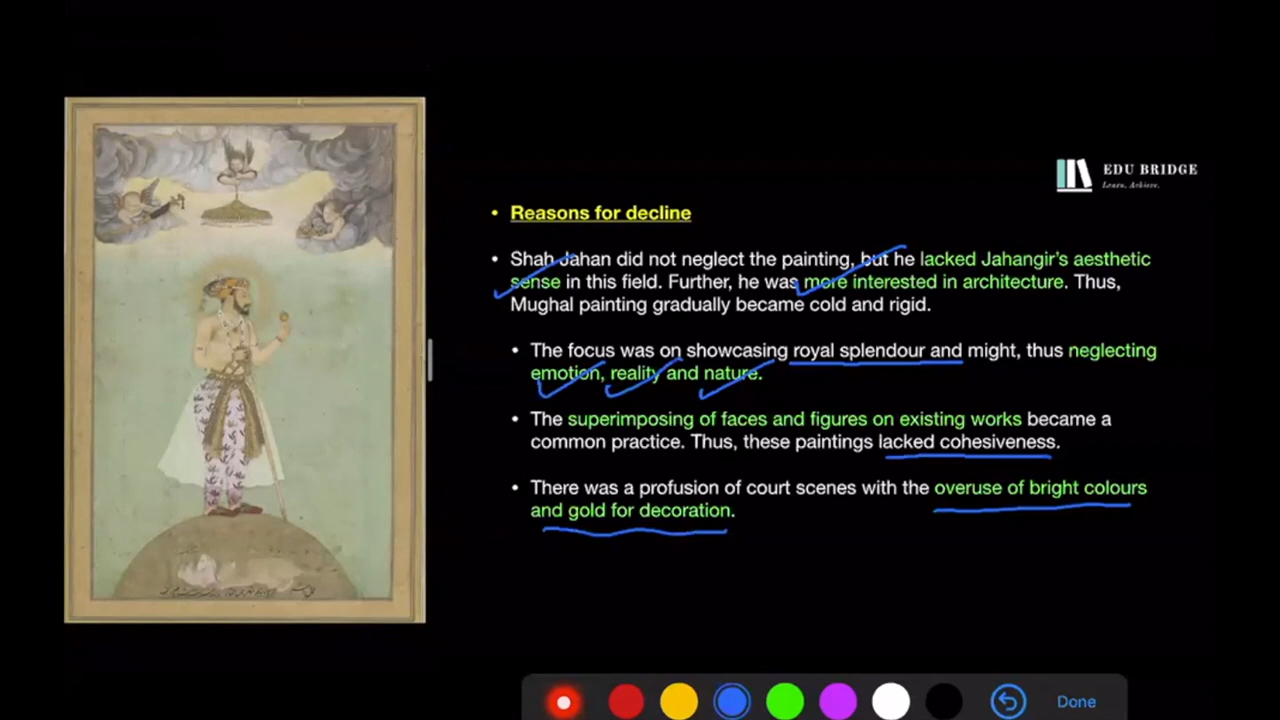 EDU BRIDGE
Learn. Achieve.
• Reasons for decline
• Shah Jahan did not neglect the painting, but he lacked Jahangir's aesthetic
sense in this field. Further, he was more interested in architecture. Thus,
Mughal painting gradually became cold and rigid.
• The focus was on showcasing royal splendour and might, thus neglecting
emotion, reality and nature.
• The superimposing of faces and figures on existing works became a
common practice. Thus, these paintings lacked cohesiveness.
• There was a profusion of court scenes with the overuse of bright colours
and gold for decoration.
Done